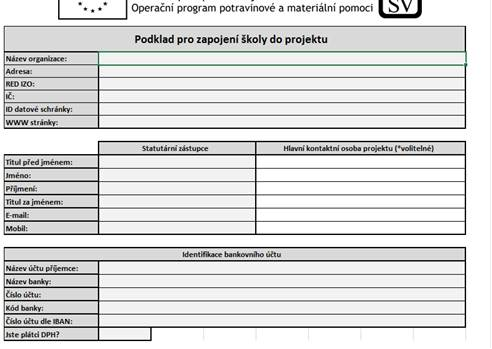 Operační program potravinové a materiální pomoci
SV
Podklad pro zapojení školy do projektu
Název organizace:
Adresa:
RED IZO:
IČ:
ID datové schránky:
WWW stránky:
Statutární zástupce
Hlavní kontaktní osoba projektu (*volitelné)
Titul před jménem:
Jméno:
Příjmení:
Titul za jménem:
E-mail:
Mobil:
Identifikace bankovního účtu
Název účtu příjemce:
Název banky:
Číslo účtu:
Kód banky:
Číslo účtu dle IBAN:
Jste plátci DPH?